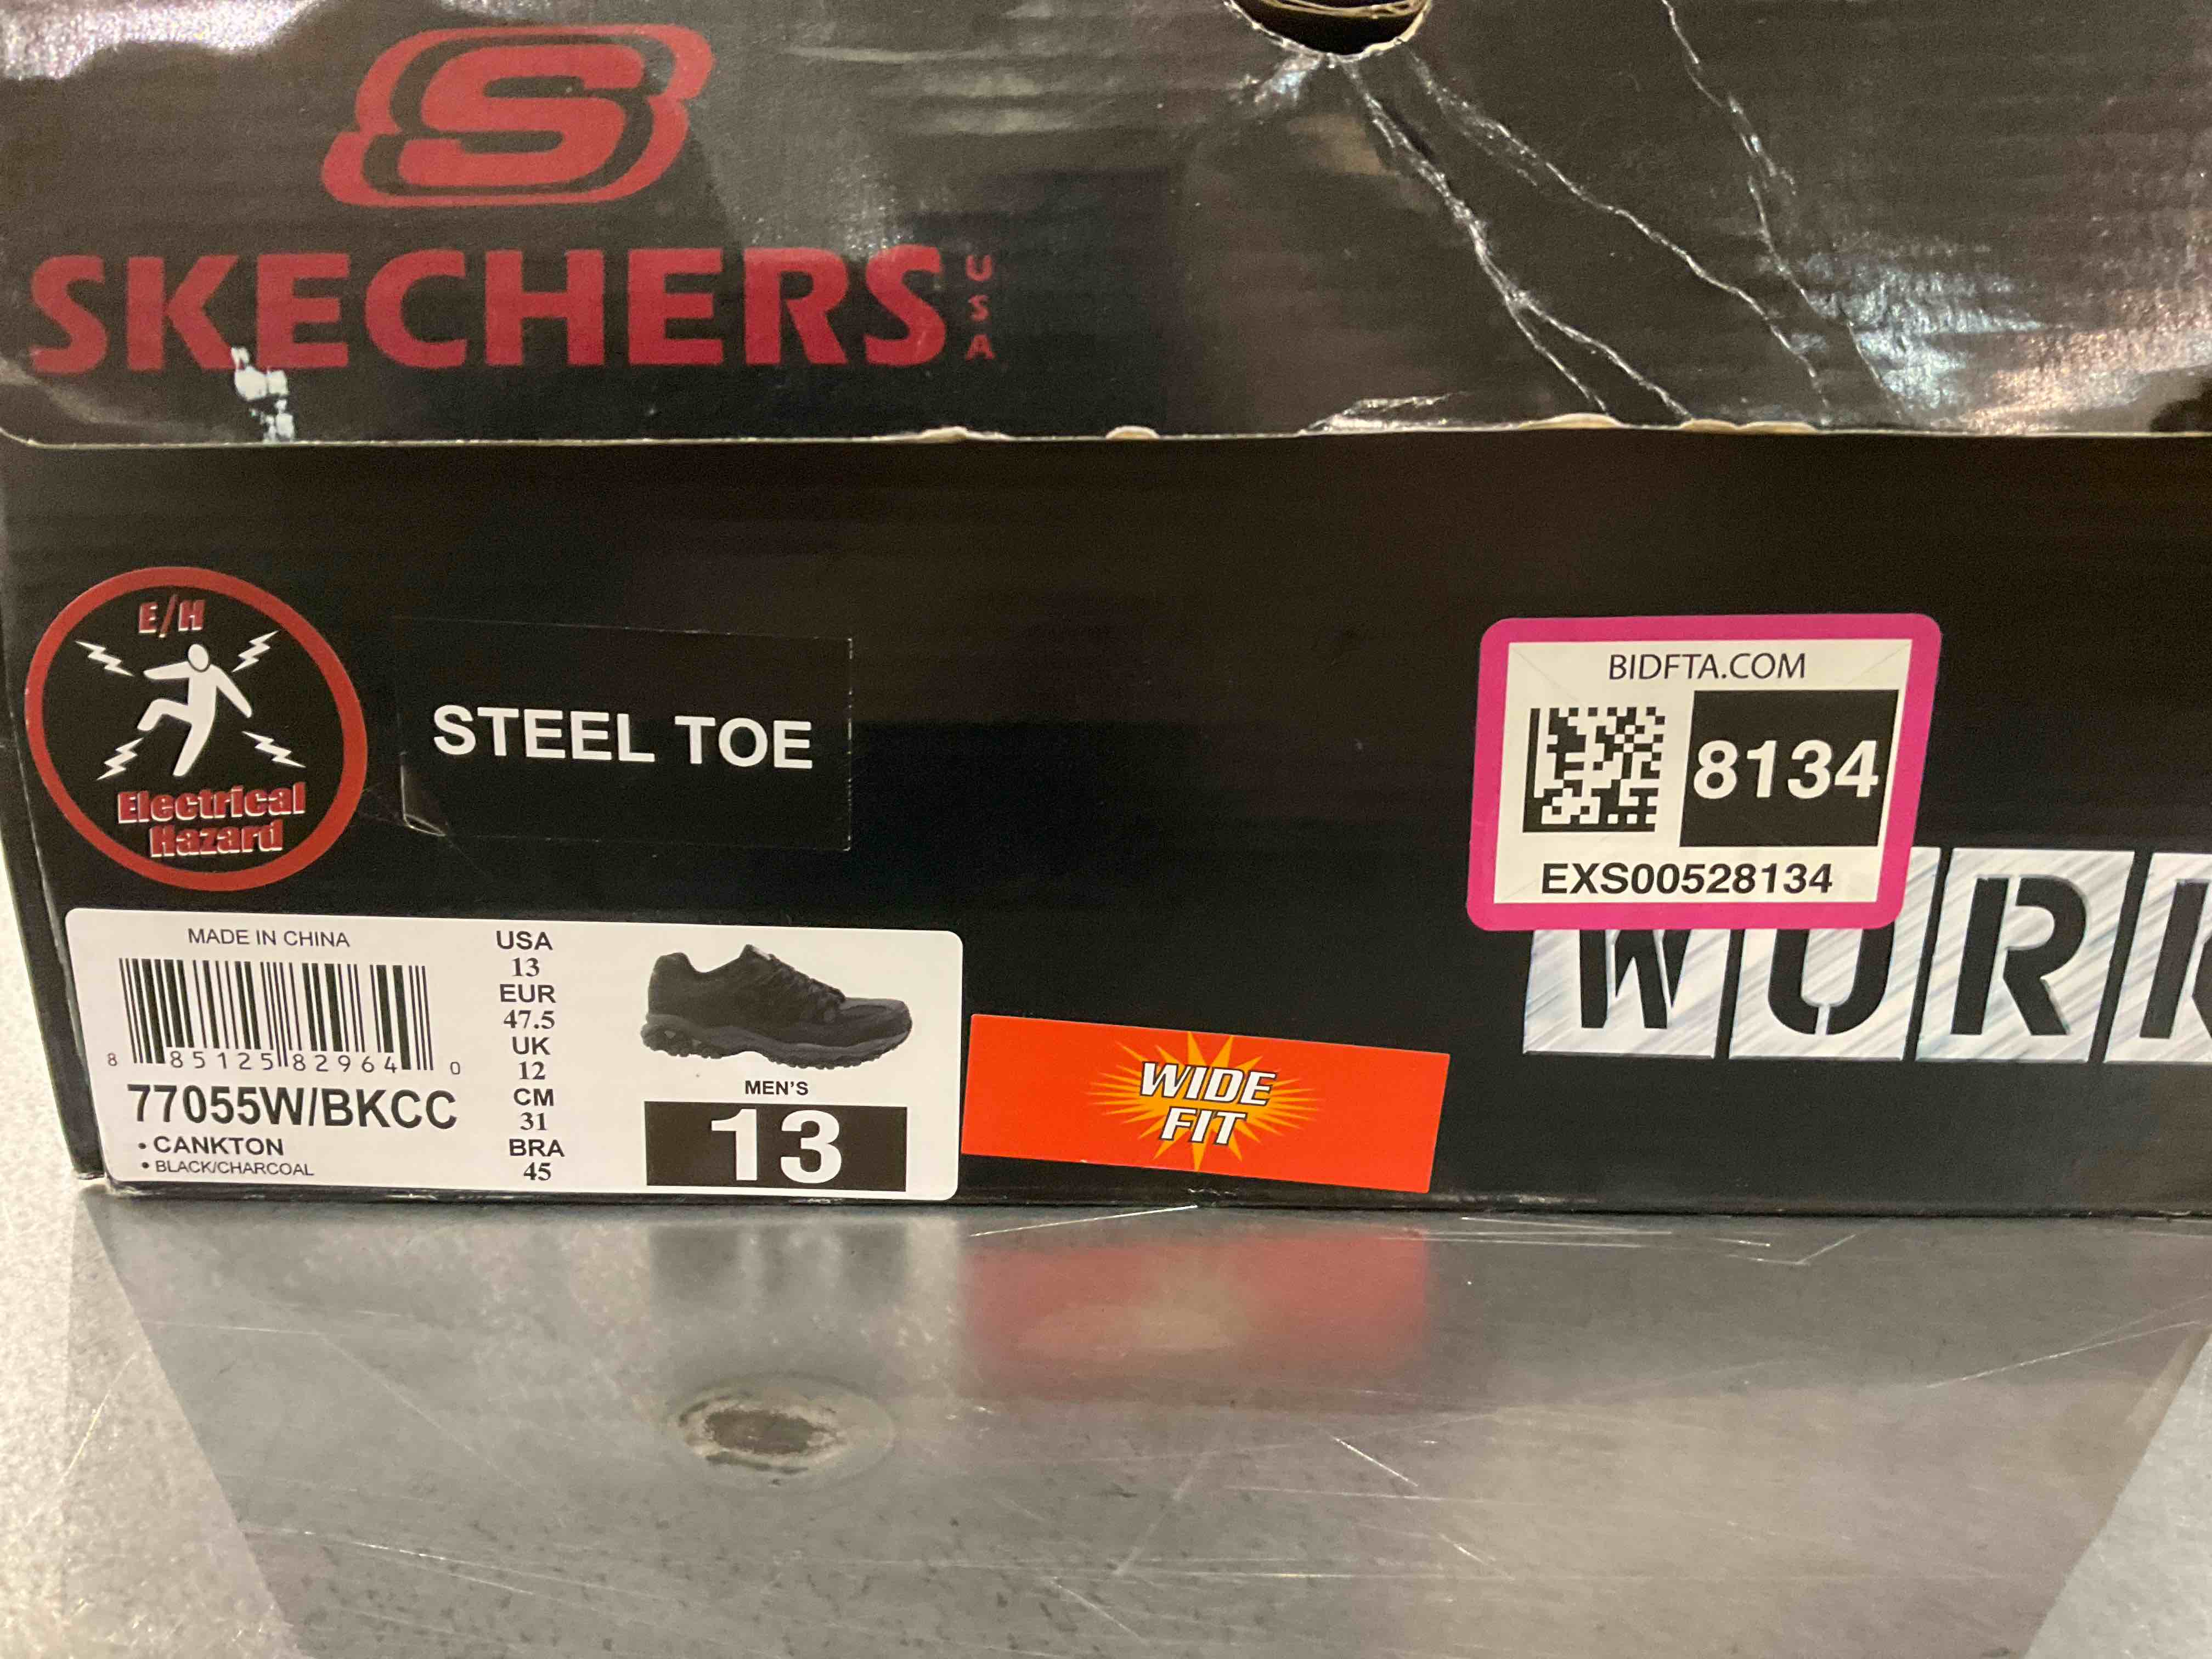 S
SKECHERS USA
E/H
Electrical
Hazard
STEEL TOE
BIDFTA.COM
8134
EXS00528134
WORK
MADE IN CHINA
8 85125 82964 0
77055W/BKCC
• CANKTON
• BLACK/CHARCOAL
USA
13
EUR
47.5
UK
12
CM
31
BRA
45
MEN'S
13
WIDE
FIT